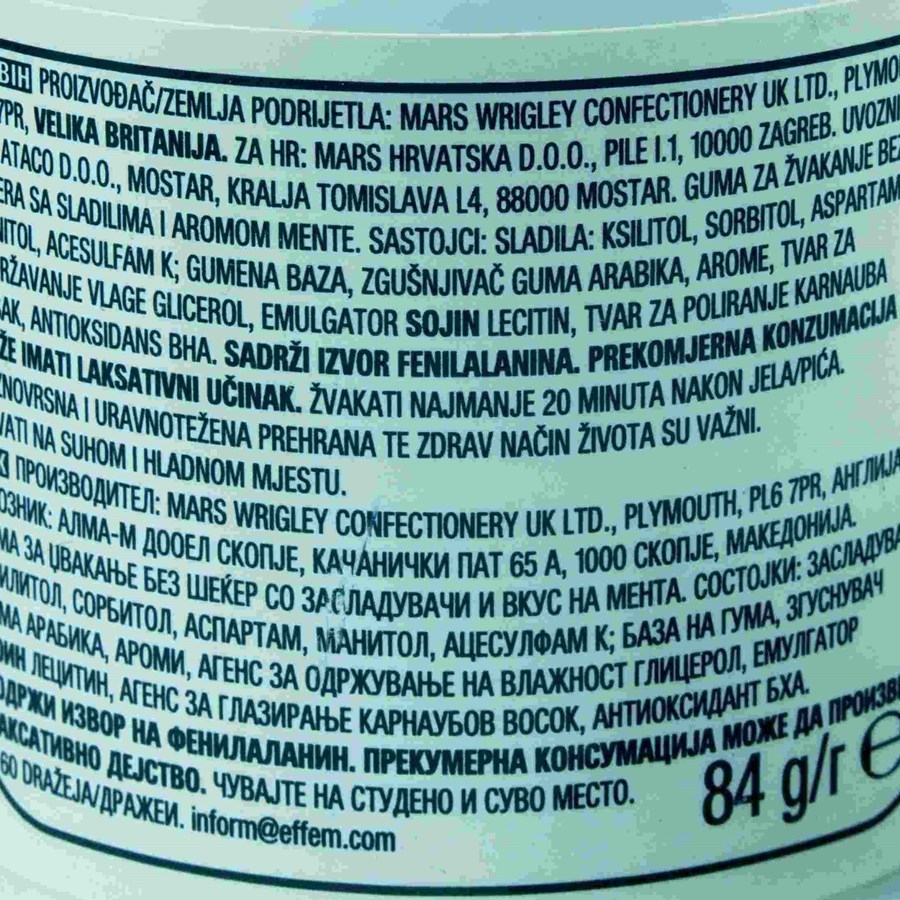 BIH PROIZVOĐAČ/ZEMLJA PODRIJETLA: MARS WRIGLEY CONFECTIONERY UK LTD., PLYMO
7PR, VELIKA BRITANIJA. ZA HR: MARS HRVATSKA D.O.O., PILE I.1, 10000 ZAGREB. UVOZNI
ATACO D.O.O., MOSTAR, KRALJA TOMISLAVA L4, 88000 MOSTAR. GUMA ZA ŽVAKANJE BEZ
ERA SA SLADILIMA I AROMOM MENTE. SASTOJCI: SLADILA: KSILITOL, SORBITOL, ASPARTAM
NITOL, ACESULFAM K; GUMENA BAZA, ZGUŠNJIVAČ GUMA ARABIKA, AROME, TVAR ZA
RŽAVANJE VLAGE GLICEROL, EMULGATOR SOJIN LECITIN, TVAR ZA POLIRANJE KARNAUBA
SAK, ANTIOKSIDANS BHA. SADRŽI IZVOR FENILALANINA. PREKOMJERNA KONZUMACIJA
ŽE IMATI LAKSATIVNI UČINAK. ŽVAKATI NAJMANJE 20 MINUTA NAKON JELA/PIĆA.
ZNOVRSNA I URAVNOTEŽENA PREHRANA TE ZDRAV NAČIN ŽIVOTA SU VAŽNI.
VATI NA SUHOM I HLADNOM MJESTU.
ПРОИЗВОДИТЕЛ: MARS WRIGLEY CONFECTIONERY UK LTD., PLYMOUTH, PL6 7PR, АНГЛИЈА
ОЗНИК: АЛМА-М ДООЕЛ СКОПЈЕ, КАЧАНИЧКИ ПАТ 65 А, 1000 СКОПЈЕ, МАКЕДОНИЈА.
МА ЗА ЏВАКАЊЕ БЕЗ ШЕЌЕР СО ЗАСЛАДУВАЧИ И ВКУС НА МЕНТА. СОСТОЈКИ: ЗАСЛАДУВА
ИЛИТОЛ, СОРБИТОЛ, АСПАРТАМ, МАНИТОЛ, АЦЕСУЛФАМ К; БАЗА НА ГУМА, ЗГУСНУВАЧ
МА АРАБИКА, АРОМИ, АГЕНС ЗА ОДРЖУВАЊЕ НА ВЛАЖНОСТ ГЛИЦЕРОЛ, ЕМУЛГАТОР
ИН ЛЕЦИТИН, АГЕНС ЗА ГЛАЗИРАЊЕ КАРНАУБОВ ВОСОК, АНТИОКСИДАНТ БХА.
ОДРЖИ ИЗВОР НА ФЕНИЛАЛАНИН. ПРЕКУМЕРНА КОНСУМАЦИЈА МОЖЕ ДА ПРОИЗВЕ
АКСАТИВНО ДЕЈСТВО. ЧУВАЈТЕ НА СТУДЕНО И СУВО МЕСТО.
60 DRAŽEJA/ДРАЖЕИ. inform@effem.com
84 g/г e